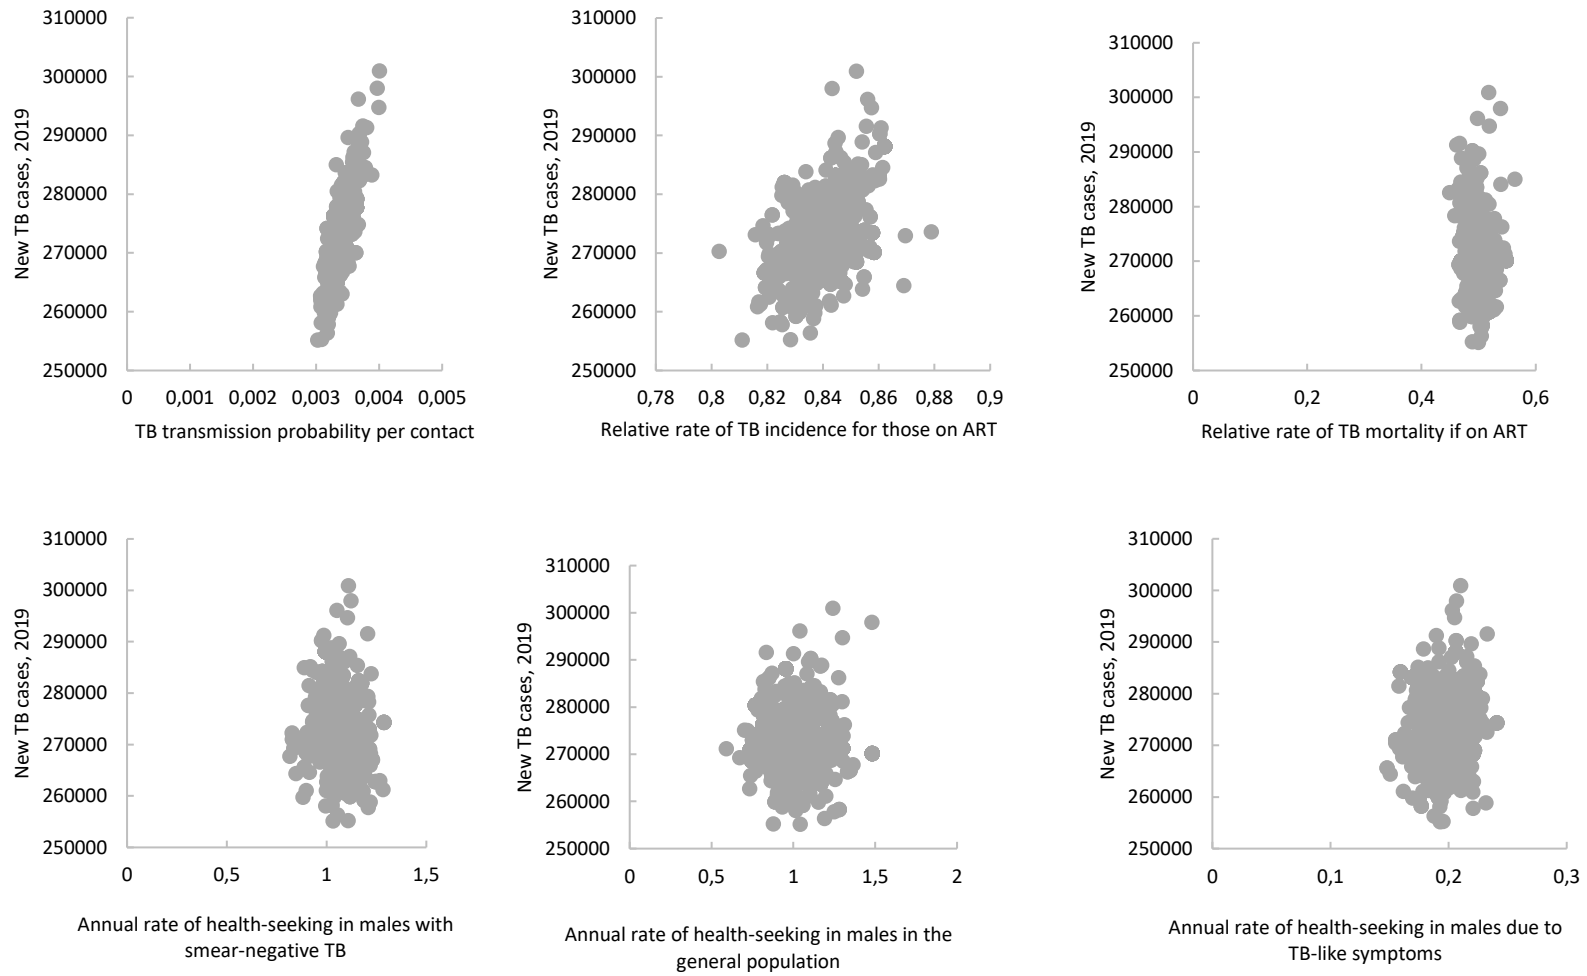 310000
300000
290000
280000
270000
260000
250000
New TB cases, 2019
0 0,001 0,002 0,003 0,004 0,005
TB transmission probability per contact
310000
300000
290000
280000
270000
260000
250000
New TB cases, 2019
0,78 0,8 0,82 0,84 0,86 0,88 0,9
Relative rate of TB incidence for those on ART
310000
300000
290000
280000
270000
260000
250000
New TB cases, 2019
0 0,2 0,4 0,6
Relative rate of TB mortality if on ART
310000
300000
290000
280000
270000
260000
250000
New TB cases, 2019
0 0,5 1 1,5
Annual rate of health-seeking in males with
smear-negative TB
310000
300000
290000
280000
270000
260000
250000
New TB cases, 2019
0 0,5 1 1,5 2
Annual rate of health-seeking in males in the
general population
310000
300000
290000
280000
270000
260000
250000
New TB cases, 2019
0 0,1 0,2 0,3
Annual rate of health-seeking in males due to
TB-like symptoms